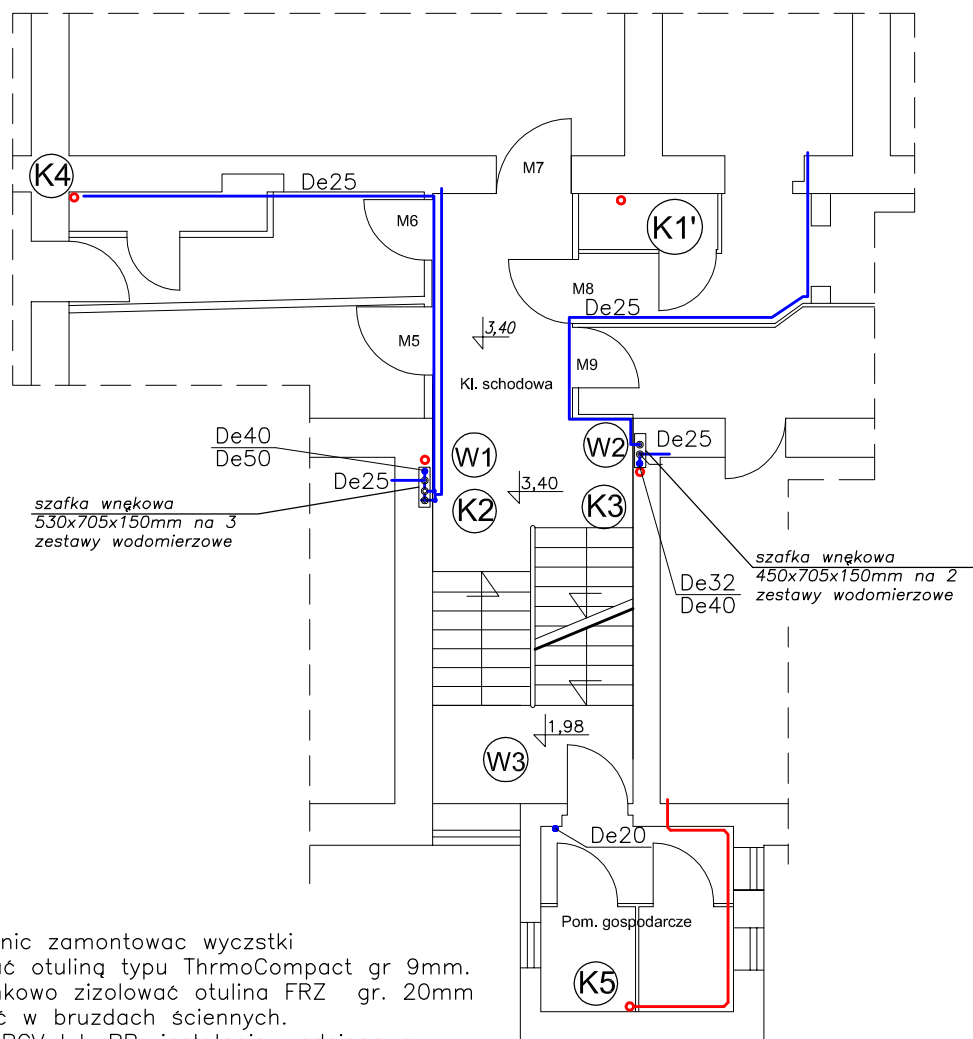 M7
K4
De25
M6
K1'
M8
De25
3,40
M5
M9
Kl. schodowa
De40
De50
W1
W2
De25
De25
szafka wnękowa
530x705x150mm na 3
zestawy wodomierzowe
3,40
K2
K3
szafka wnękowa
450x705x150mm na 2
zestawy wodomierzowe
De32
De40
1,98
W3
De20
Pom. gospodarcze
K5
nic zamontowac wyczstki
ać otuliną typu ThrmoCompact gr 9mm.
nkowo zizolować otulina FRZ gr. 20mm
ć w bruzdach ściennych.